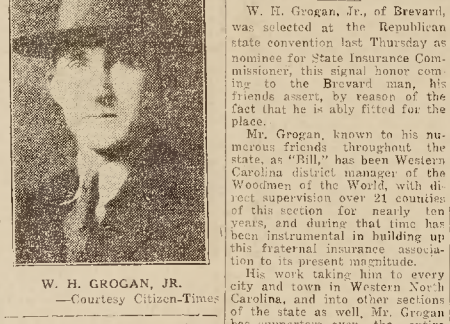 W. H. GROGAN, JR.
—Courtesy Citizen-Times
W. H. Grogan, Jr., of Brevard,
was selected at the Republican
state convention last Thursday as
nominee for State Insurance Com-
missioner, this signal honor com-
ing to the Brevard man, his
friends assert, by reason of the
fact that he is ably fitted for the
place.
Mr. Grogan, known to his nu-
merous friends throughout the
state, as "Bill," has been Western
Carolina district manager of the
Woodmen of the World, with di-
rect supervision over 21 counties
of this section for nearly ten
years, and during that time has
been instrumental in building up
this fraternal insurance associa-
tion to its present magnitude.
His work taking him to every
city and town in Western North
Carolina, and into other sections
of the state as well, Mr. Grogan